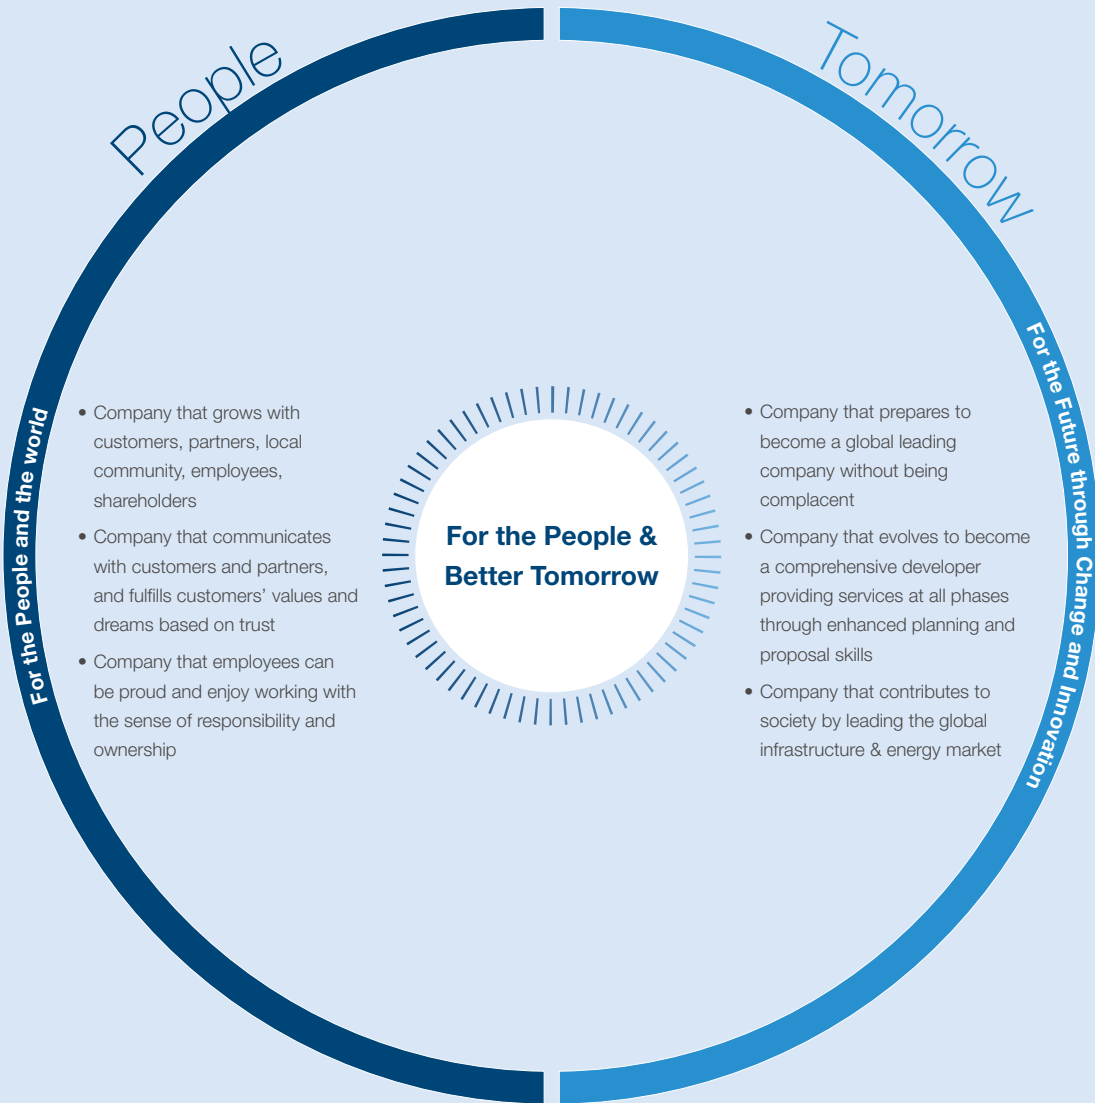 People
Tomorrow
For the People and the world
• Company that grows with
customers, partners, local
community, employees,
shareholders
• Company that communicates
with customers and partners,
and fulfills customers’ values and
dreams based on trust
• Company that employees can
be proud and enjoy working with
the sense of responsibility and
ownership
For the People &
Better Tomorrow
• Company that prepares to
become a global leading
company without being
complacent
• Company that evolves to become
a comprehensive developer
providing services at all phases
through enhanced planning and
proposal skills
• Company that contributes to
society by leading the global
infrastructure & energy market
For the Future through Change and Innovation